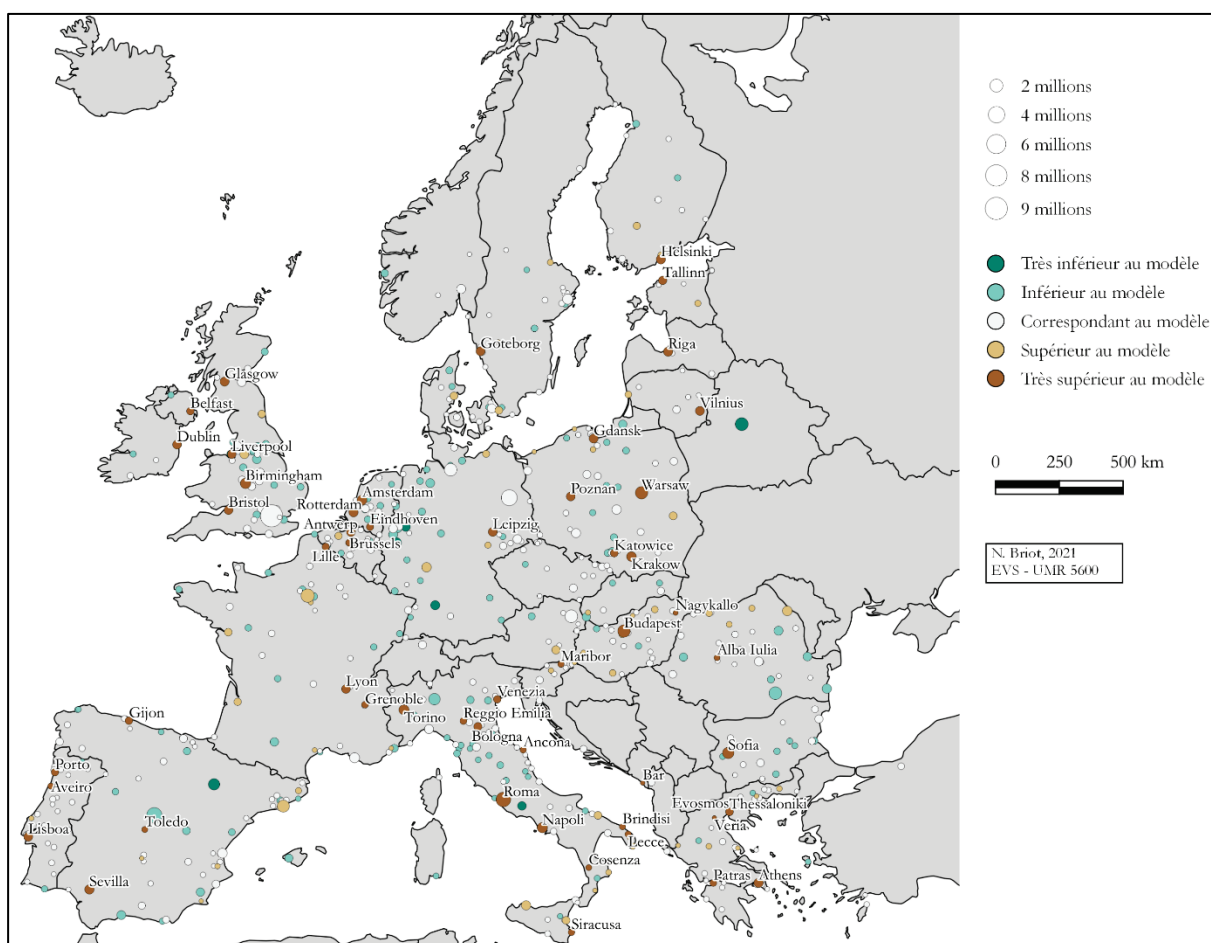 2 millions
4 millions
6 millions
8 millions
9 millions
Très inférieur au modèle
Inférieur au modèle
Correspondant au modèle
Supérieur au modèle
Très supérieur au modèle
0 250 500 km
N. Briot, 2021
EVS - UMR 5600
Helsinki
Tallinn
Göteborg
Riga
Glasgow
Vilnius
Belfast
Gdansk
Dublin
Liverpool
Birmingham
Amsterdam
Poznan
Warsaw
Bristol
Rotterdam
Antwerp
Eindhoven
Leipzig
Brussels
Lille
Katowice
Krakow
Nagykallo
Budapest
Alba Iulia
Maribor
Lyon
Grenoble
Venezia
Torino
Reggio Emilia
Gijon
Bologna
Ancona
Sofia
Porto
Aveiro
Bar
Roma
Evosmos
Thessaloniki
Toledo
Lisboa
Napoli
Brindisi
Veria
Lecce
Cosenza
Sevilla
Patras
Athens
Siracusa